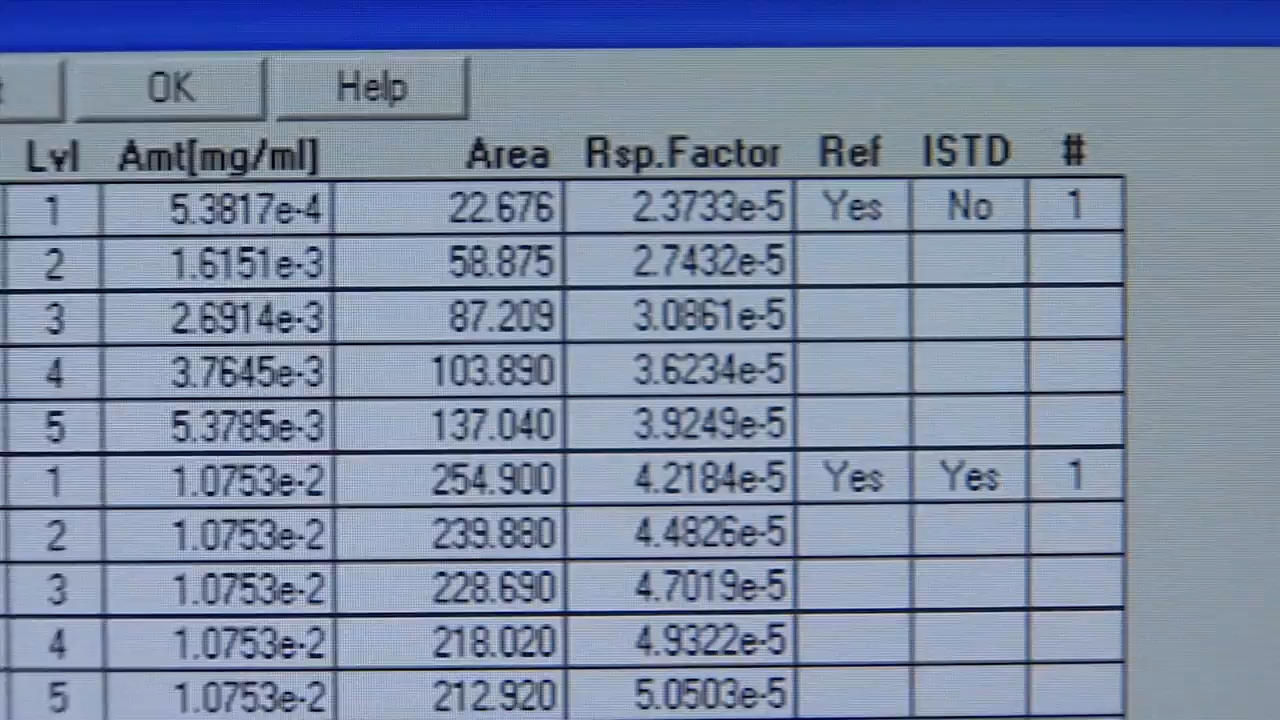 OK Help
Lvl Amt[mg/ml] Area Rsp.Factor Ref ISTD #
1 5.3817e-4 22.676 2.3733e-5 Yes No 1
2 1.6151e-3 58.875 2.7432e-5
3 2.6914e-3 87.209 3.0861e-5
4 3.7645e-3 103.890 3.6234e-5
5 5.3785e-3 137.040 3.9249e-5
1 1.0753e-2 254.900 4.2184e-5 Yes Yes 1
2 1.0753e-2 239.880 4.4826e-5
3 1.0753e-2 228.690 4.7019e-5
4 1.0753e-2 218.020 4.9322e-5
5 1.0753e-2 212.920 5.0503e-5